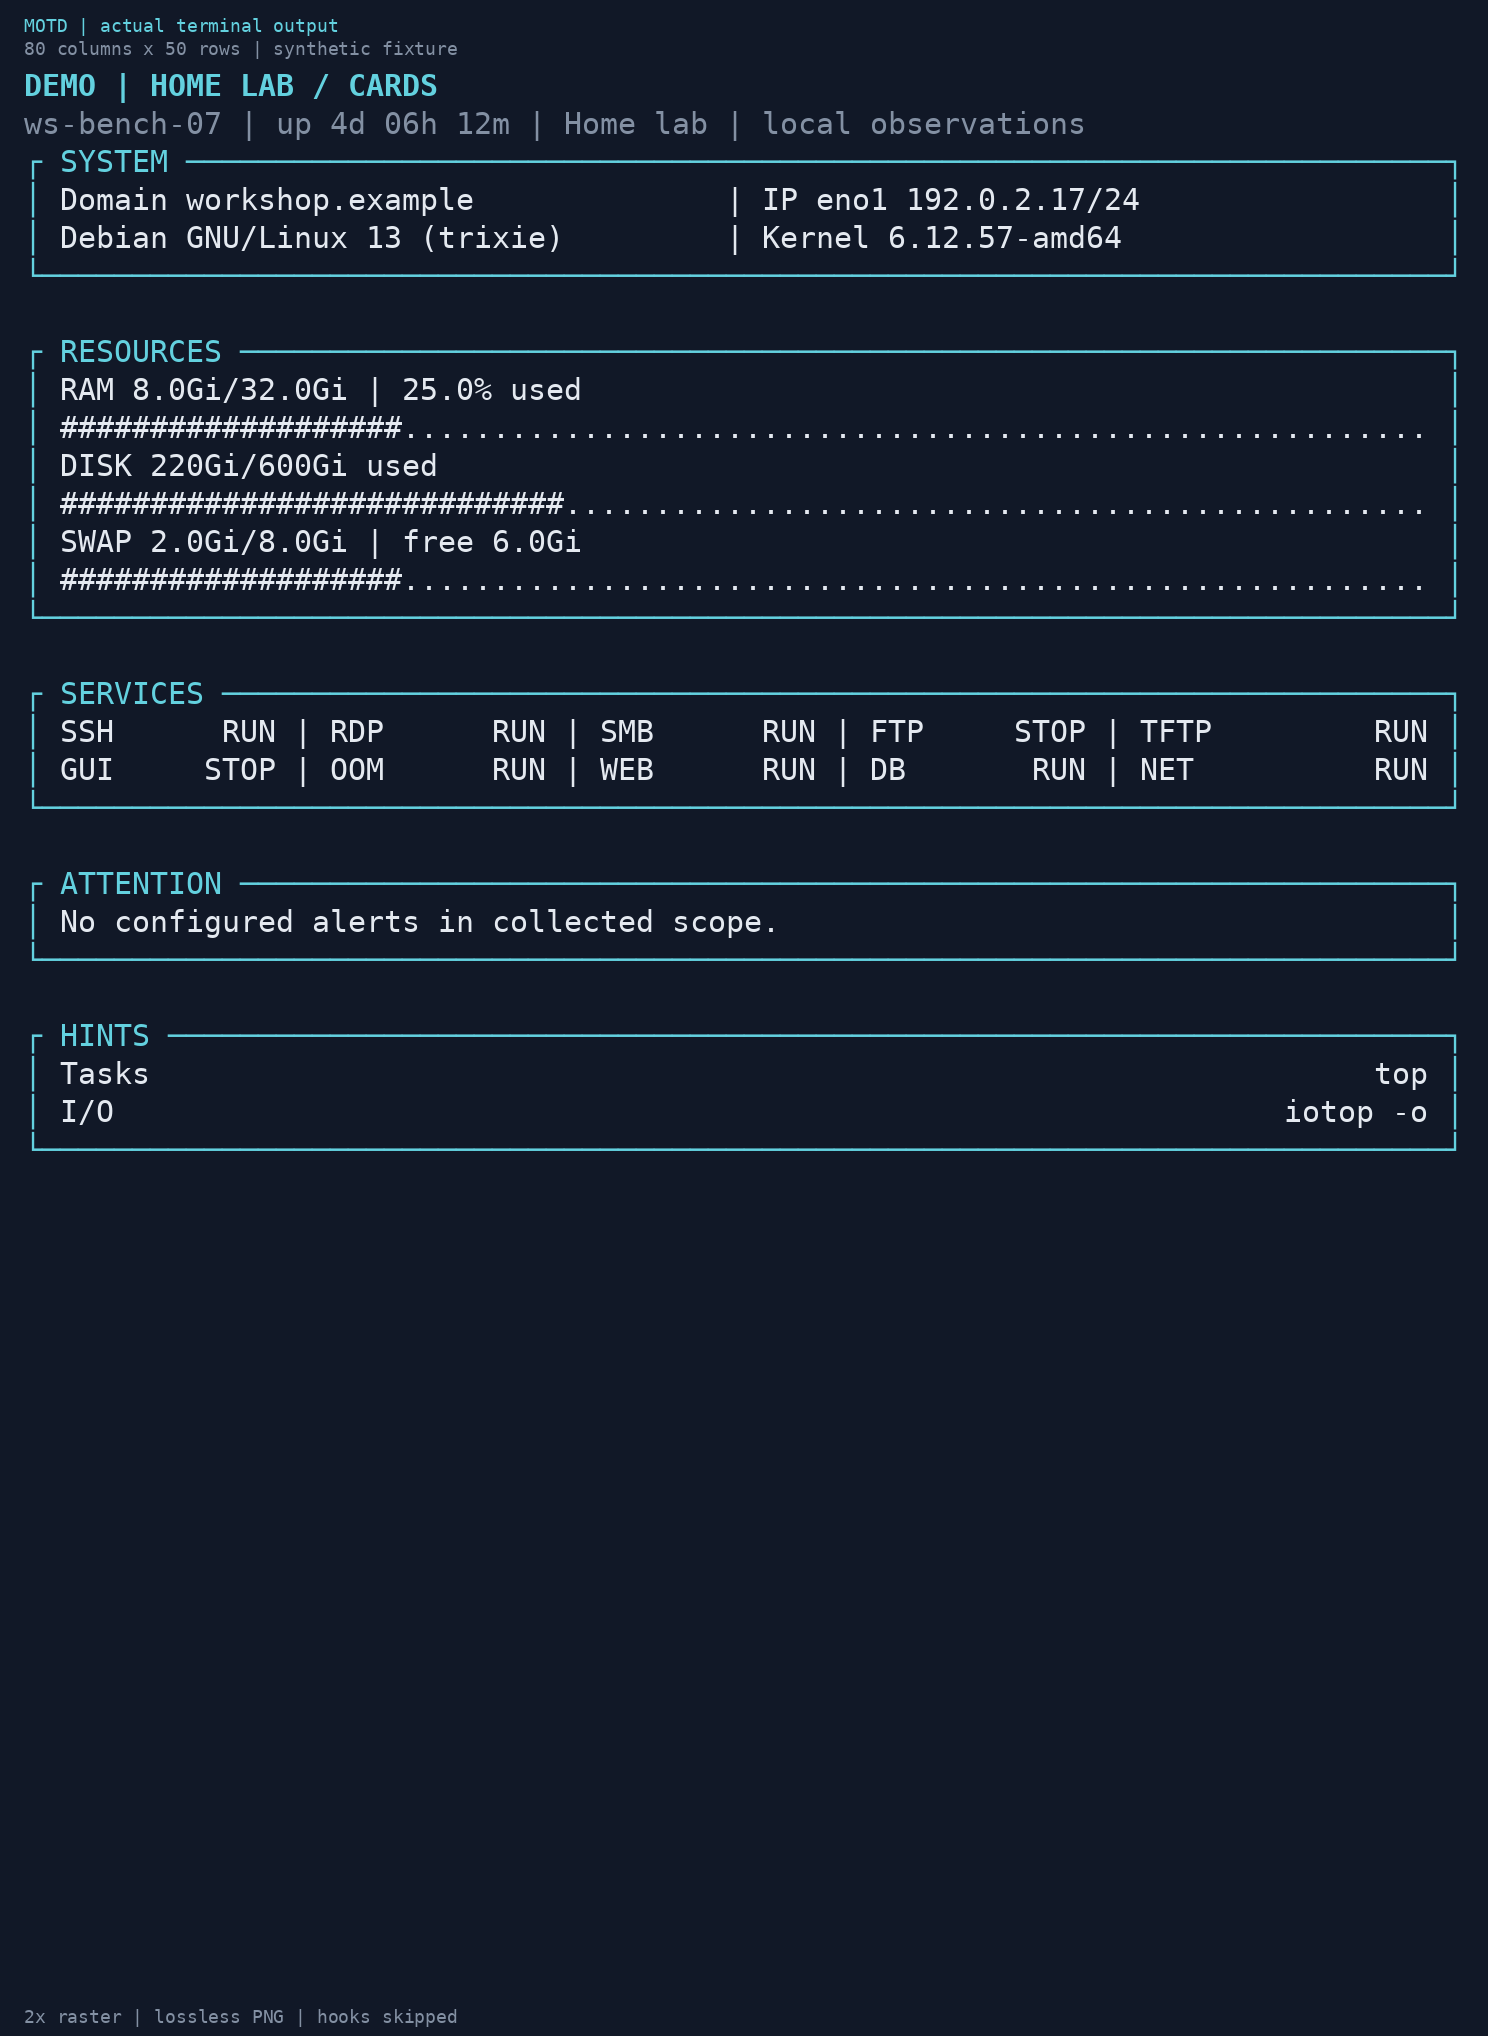 MOTD | actual terminal output
80 columns x 50 rows | synthetic fixture
DEMO | HOME LAB / CARDS
ws-bench-07 | up 4d 06h 12m | Home lab | local observations
SYSTEM
Domain workshop.example | IP eno1 192.0.2.17/24
Debian GNU/Linux 13 (trixie) | Kernel 6.12.57-amd64
RESOURCES
RAM 8.0Gi/32.0Gi | 25.0% used
###################.........................................................
DISK 220Gi/600Gi used
############################................................................
SWAP 2.0Gi/8.0Gi | free 6.0Gi
###################.........................................................
SERVICES
SSH RUN | RDP RUN | SMB RUN | FTP STOP | TFTP RUN
GUI STOP | OOM RUN | WEB RUN | DB RUN | NET RUN
ATTENTION
No configured alerts in collected scope.
HINTS
Tasks top
I/O iotop -o
2x raster | lossless PNG | hooks skipped